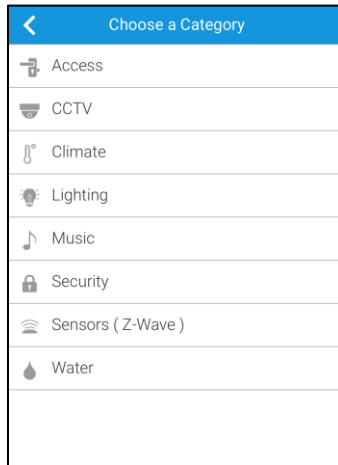 Choose a Category
Access
CCTV
Climate
Lighting
Music
Security
Sensors ( Z-Wave )
Water